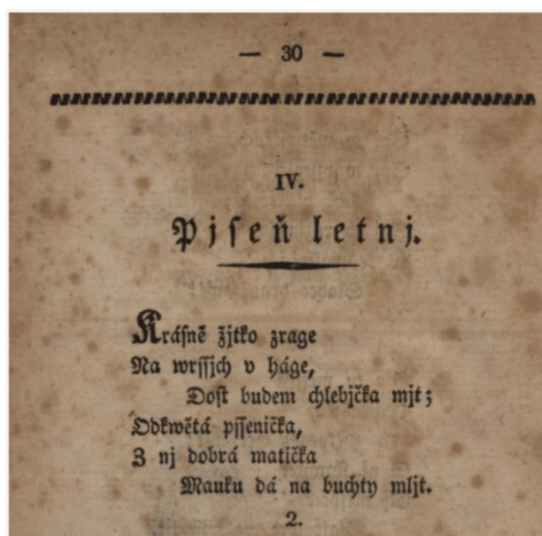 — 30 —
IV.
Pjſeň letnj.
Kráſně žjtko zrage
Na wrſſjch v háge,
Doſt budem chlebjčka mjt;
Odkwětá pſſenička,
Z nj dobrá matička
Mauku dá na buchty mljt.
2.